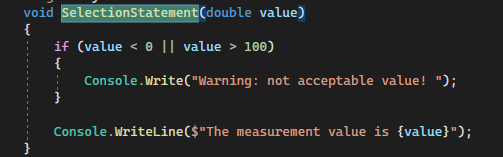 void SelectionStatement(double value)
{
if (value < 0 || value > 100)
{
Console.Write("Warning: not acceptable value! ");
}
Console.WriteLine($"The measurement value is {value}");
}